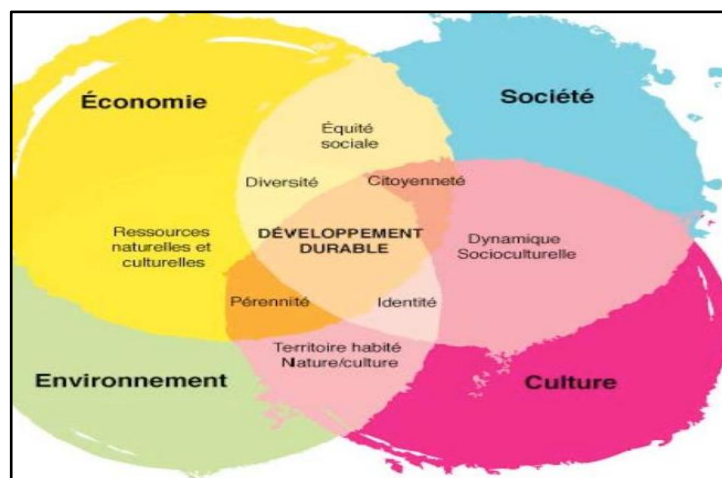 Économie
Société
Équité
sociale
Diversité
Citoyenneté
Ressources
naturelles et
culturelles
DÉVELOPPEMENT
DURABLE
Dynamique
Socioculturelle
Pérennité
Identité
Territoire habité
Nature/culture
Environnement
Culture